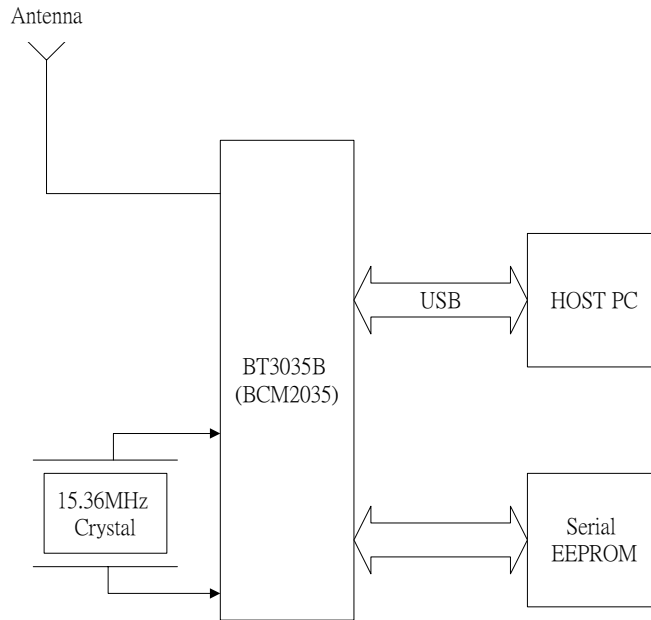 Antenna
USB
HOST PC
BT3035B
(BCM2035)
15.36MHz
Crystal
Serial
EEPROM